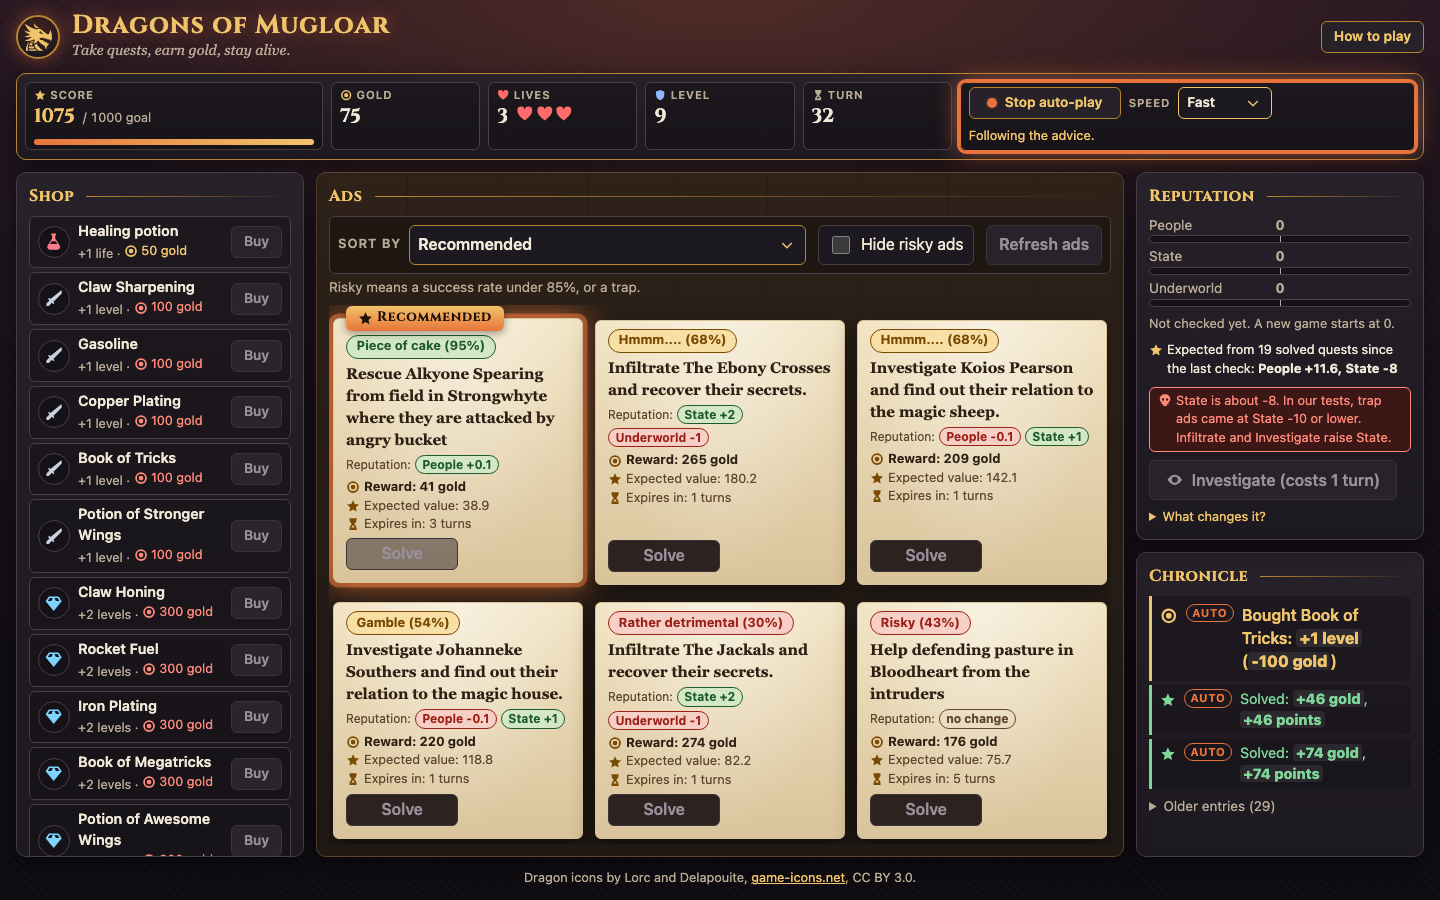 Dragons of Mugloar
Take quests, earn gold, stay alive.
How to play
SCORE
1075 / 1000 goal
GOLD
75
LIVES
3
LEVEL
9
TURN
32
Stop auto-play
SPEED
Fast
Following the advice.
Shop
Healing potion
+1 life · 50 gold
Buy
Claw Sharpening
+1 level · 100 gold
Buy
Gasoline
+1 level · 100 gold
Buy
Copper Plating
+1 level · 100 gold
Buy
Book of Tricks
+1 level · 100 gold
Buy
Potion of Stronger
Wings
+1 level · 100 gold
Buy
Claw Honing
+2 levels · 300 gold
Buy
Rocket Fuel
+2 levels · 300 gold
Buy
Iron Plating
+2 levels · 300 gold
Buy
Book of Megatricks
+2 levels · 300 gold
Buy
Potion of Awesome
Wings
Buy
Ads
SORT BY
Recommended
Hide risky ads
Refresh ads
Risky means a success rate under 85%, or a trap.
Recommended
Piece of cake (95%)
Rescue Alkyone Spearing
from field in Strongwhyte
where they are attacked by
angry bucket
Reputation: People +0.1
Reward: 41 gold
Expected value: 38.9
Expires in: 3 turns
Solve
Hmmm.... (68%)
Infiltrate The Ebony Crosses
and recover their secrets.
Reputation: State +2
Underworld -1
Reward: 265 gold
Expected value: 180.2
Expires in: 1 turns
Solve
Hmmm.... (68%)
Investigate Koios Pearson
and find out their relation to
the magic sheep.
Reputation: People -0.1 State +1
Reward: 209 gold
Expected value: 142.1
Expires in: 1 turns
Solve
Gamble (54%)
Investigate Johanneke
Southers and find out their
relation to the magic house.
Reputation: People -0.1 State +1
Reward: 220 gold
Expected value: 118.8
Expires in: 1 turns
Solve
Rather detrimental (30%)
Infiltrate The Jackals and
recover their secrets.
Reputation: State +2
Underworld -1
Reward: 274 gold
Expected value: 82.2
Expires in: 1 turns
Solve
Risky (43%)
Help defending pasture in
Bloodheart from the
intruders
Reputation: no change
Reward: 176 gold
Expected value: 75.7
Expires in: 5 turns
Solve
Reputation
People 0
State 0
Underworld 0
Not checked yet. A new game starts at 0.
Expected from 19 solved quests since
the last check: People +11.6, State -8
State is about -8. In our tests, trap
ads came at State -10 or lower.
Infiltrate and Investigate raise State.
Investigate (costs 1 turn)
What changes it?
Chronicle
AUTO
Bought Book of
Tricks: +1 level
( -100 gold )
AUTO
Solved: +46 gold ,
+46 points
AUTO
Solved: +74 gold ,
+74 points
Older entries (29)
Dragon icons by Lorc and Delapouite, game-icons.net, CC BY 3.0.